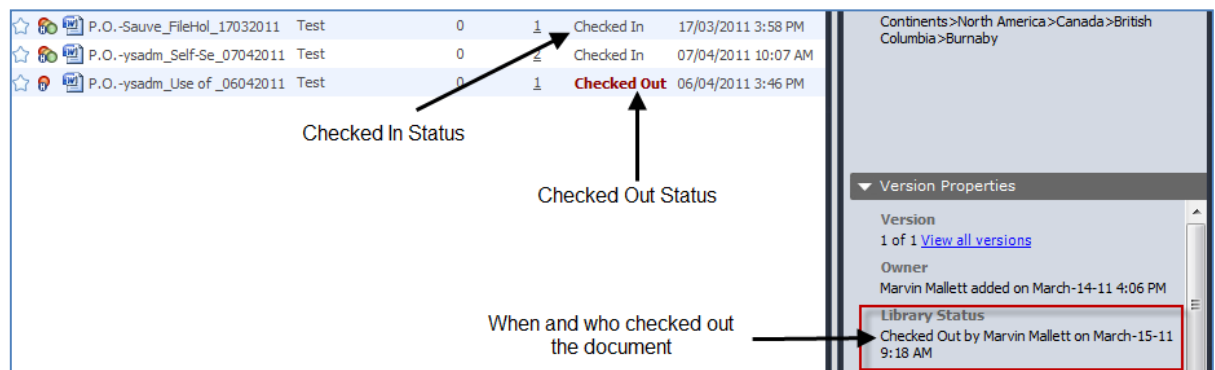 P.O.-Sauve_FileHol_17032011 Test 0 1 Checked In 17/03/2011 3:58 PM
P.O.-ysadm_Self-Se_07042011 Test 0 2 Checked In 07/04/2011 10:07 AM
P.O.-ysadm_Use of _06042011 Test 0 1 Checked Out 06/04/2011 3:46 PM
Checked In Status
Checked Out Status
When and who checked out
the document
Continents>North America>Canada>British
Columbia>Burnaby
Version Properties
Version
1 of 1 View all versions
Owner
Marvin Mallett added on March-14-11 4:06 PM
Library Status
Checked Out by Marvin Mallett on March-15-11
9:18 AM